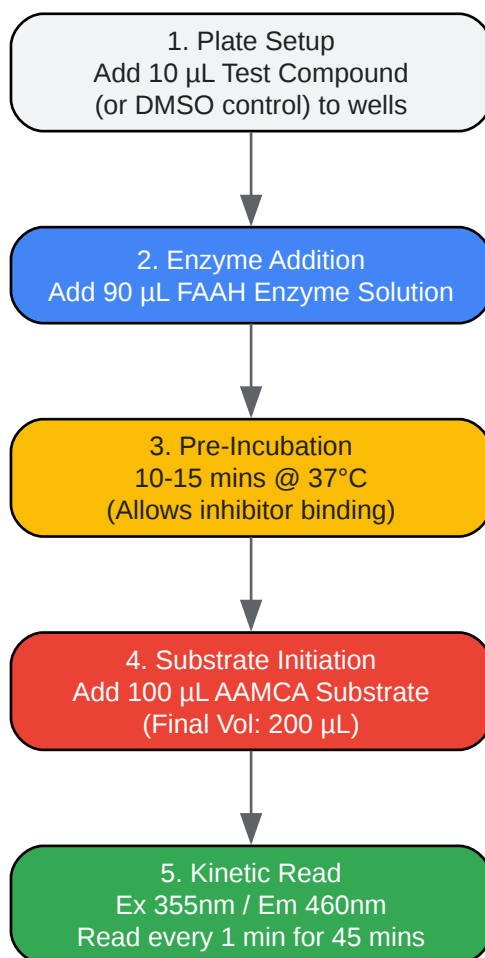 1. Plate Setup
Add 10 µL Test Compound
(or DMSO control) to wells
2. Enzyme Addition
Add 90 µL FAAH Enzyme Solution
3. Pre-Incubation
10-15 mins @ 37°C
(Allows inhibitor binding)
4. Substrate Initiation
Add 100 µL AAMCA Substrate
(Final Vol: 200 µL)
5. Kinetic Read
Ex 355nm / Em 460nm
Read every 1 min for 45 mins